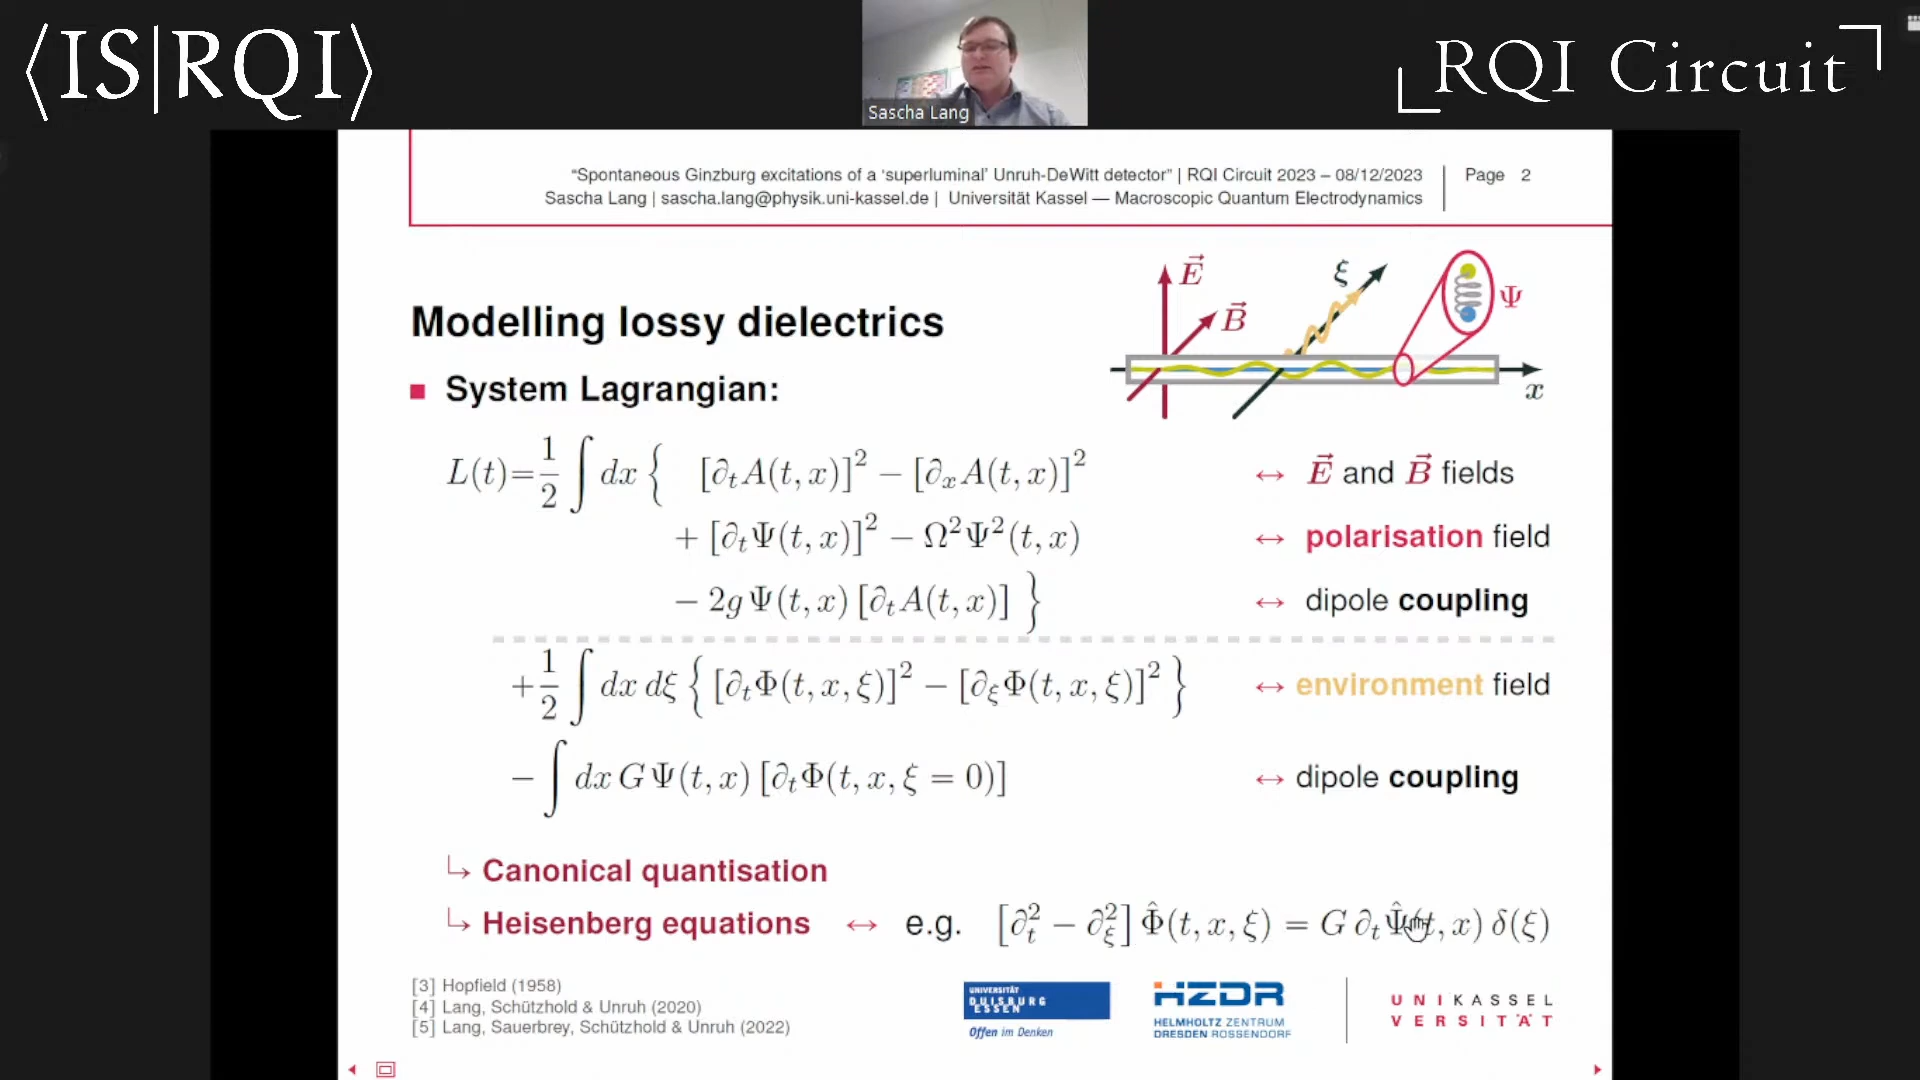 ⟨IS|RQI⟩
Sascha Lang
RQI Circuit
"Spontaneous Ginzburg excitations of a 'superluminal' Unruh-DeWitt detector" | RQI Circuit 2023 – 08/12/2023
Sascha Lang | sascha.lang@physik.uni-kassel.de | Universität Kassel — Macroscopic Quantum Electrodynamics
Page 2
E⃗
B⃗
ξ
Ψ
x
Modelling lossy dielectrics
System Lagrangian:
L(t)=1/2 ∫ dx { [∂ₜA(t, x)]² − [∂ₓA(t, x)]² ↔ E⃗ and B⃗ fields
+ [∂ₜΨ(t, x)]² − Ω²Ψ²(t, x) ↔ polarisation field
− 2g Ψ(t, x) [∂ₜA(t, x)] } ↔ dipole coupling
+1/2 ∫ dx dξ { [∂ₜΦ(t, x, ξ)]² − [∂_ξΦ(t, x, ξ)]² } ↔ environment field
− ∫ dx G Ψ(t, x) [∂ₜΦ(t, x, ξ = 0)] ↔ dipole coupling
↳ Canonical quantisation
↳ Heisenberg equations ↔ e.g. [∂ₜ² − ∂_ξ²] Φ̂(t, x, ξ) = G ∂ₜΨ̂(t, x) δ(ξ)
[3] Hopfield (1958)
[4] Lang, Schützhold & Unruh (2020)
[5] Lang, Sauerbrey, Schützhold & Unruh (2022)
UNIVERSITÄT
DUISBURG
ESSEN
Offen im Denken
HZDR
HELMHOLTZ ZENTRUM
DRESDEN ROSSENDORF
UNIKASSEL
VERSITÄT